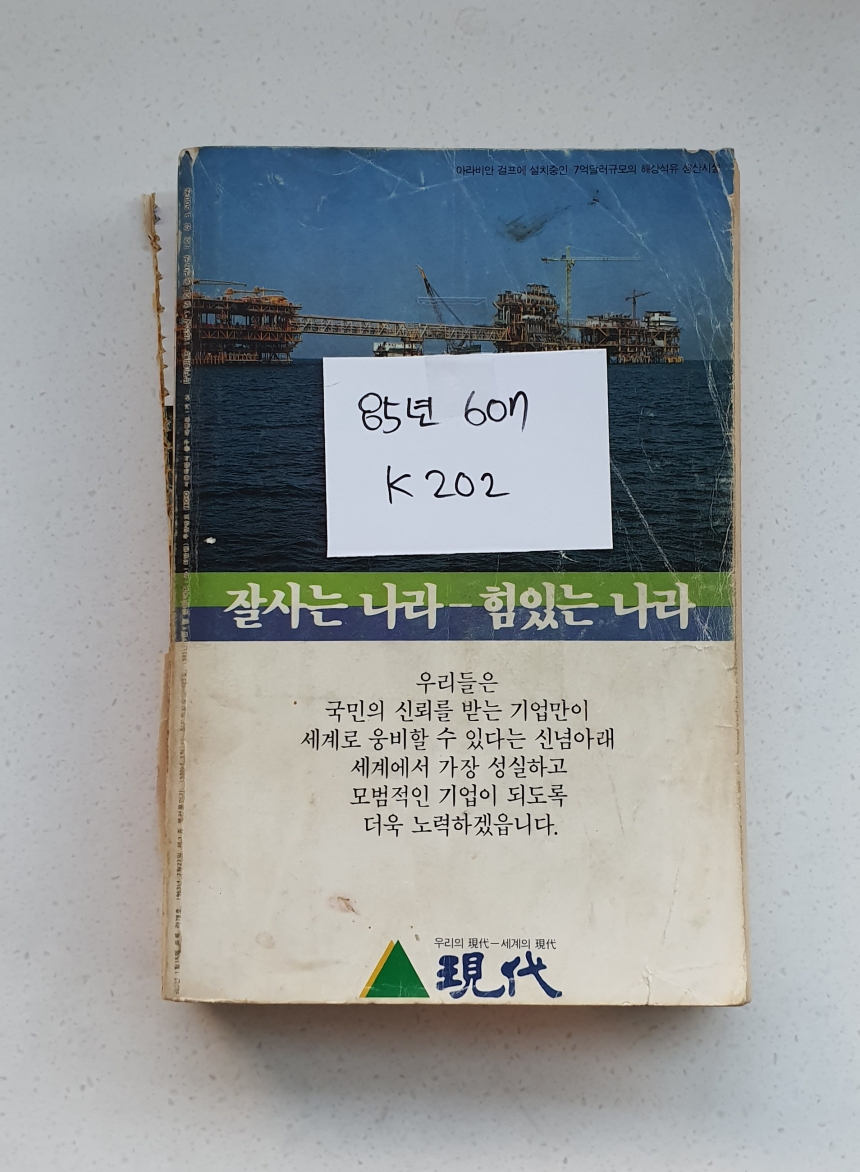 아라비안 걸프에 설치중인 7억달러규모의 해상석유 생산시설
85년 6월
K 202
잘사는 나라-힘있는 나라
우리들은
국민의 신뢰를 받는 기업만이
세계로 웅비할 수 있다는 신념아래
세계에서 가장 성실하고
모범적인 기업이 되도록
더욱 노력하겠읍니다.
우리의 現代-세계의 現代
現代